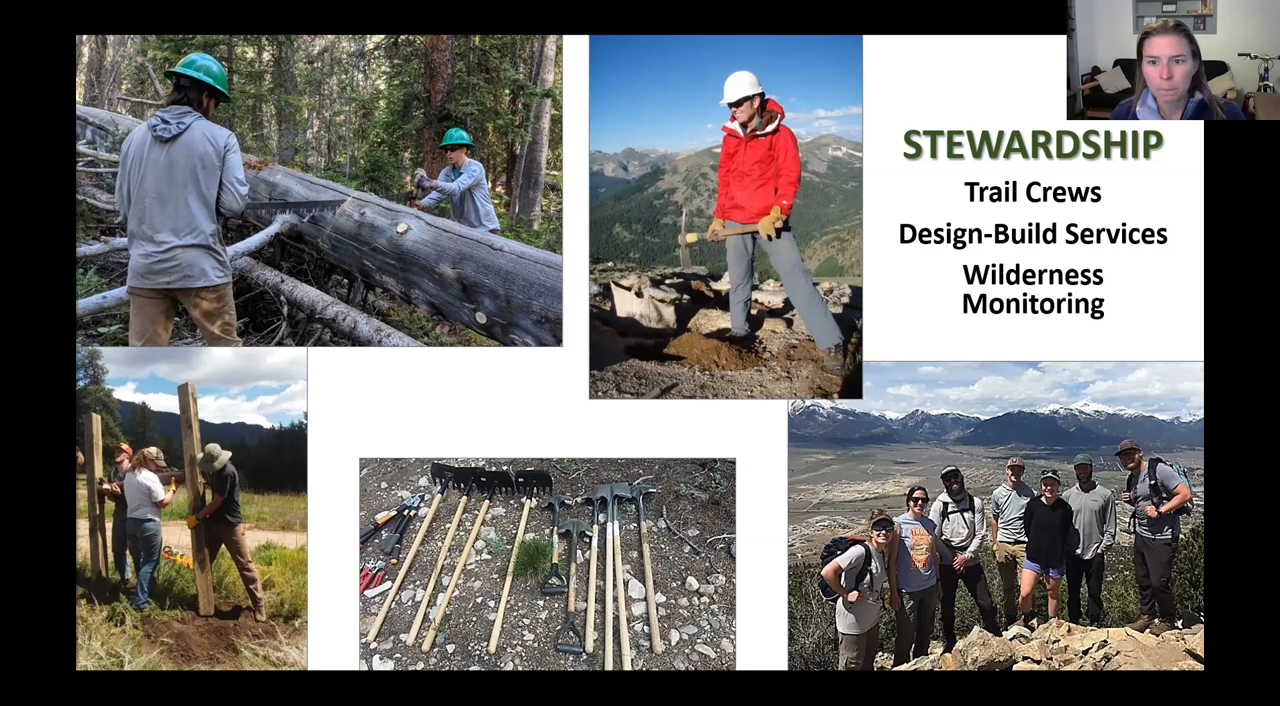 STEWARDSHIP
Trail Crews
Design-Build Services
Wilderness
Monitoring